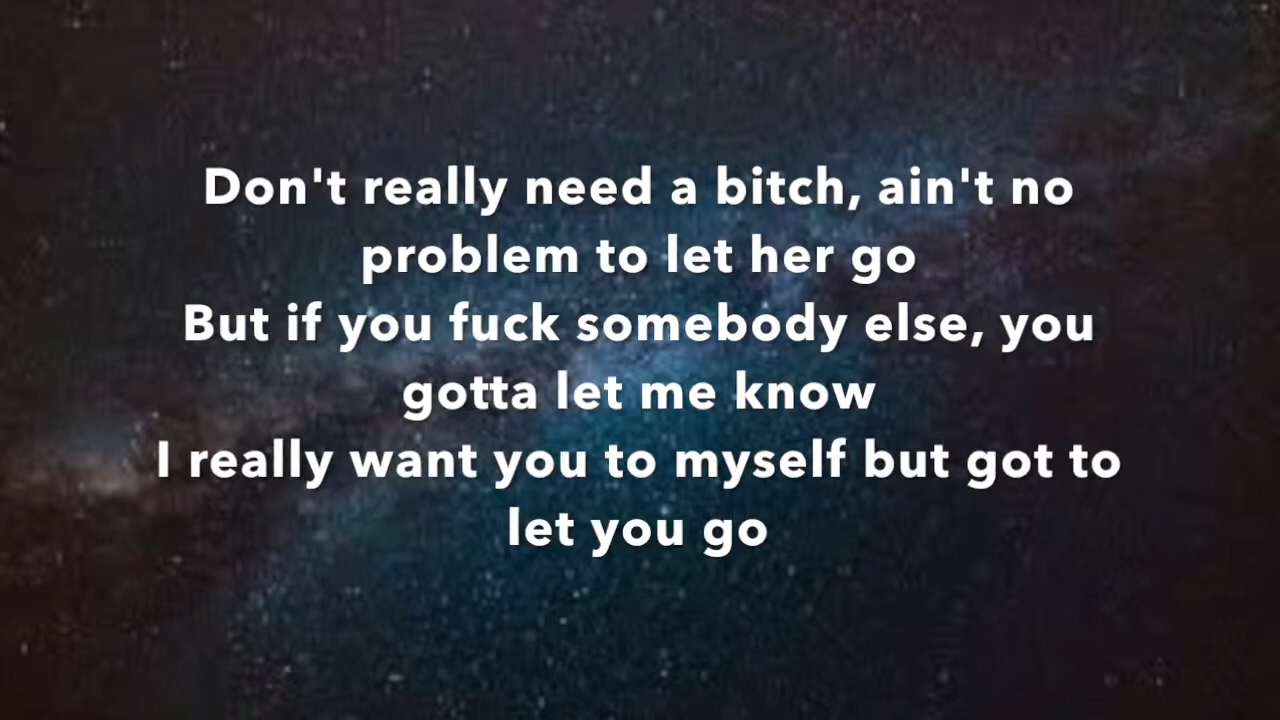 Don't really need a bitch, ain't no
problem to let her go
But if you fuck somebody else, you
gotta let me know
I really want you to myself but got to
let you go